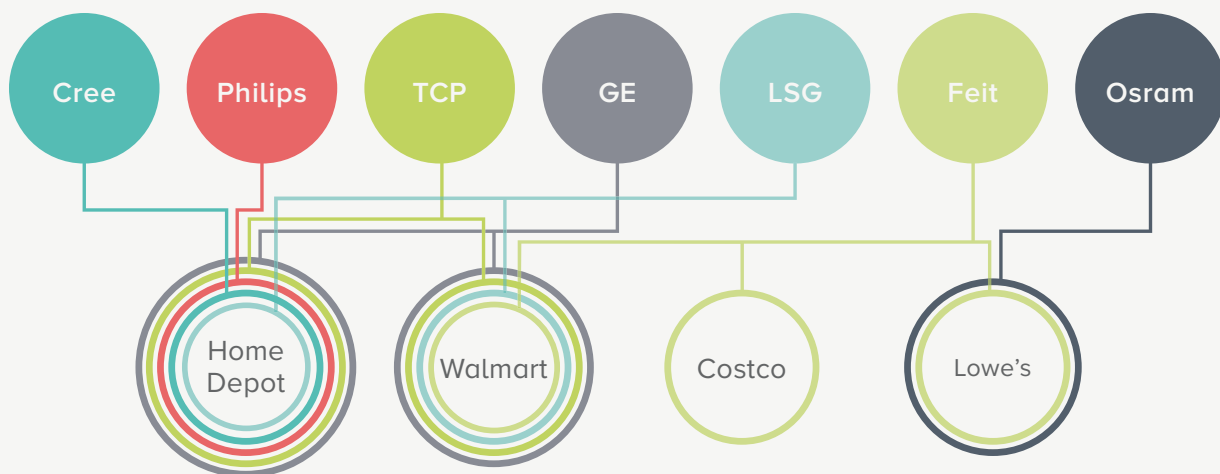 Cree
Philips
TCP
GE
LSG
Feit
Osram
Home
Depot
Walmart
Costco
Lowe's